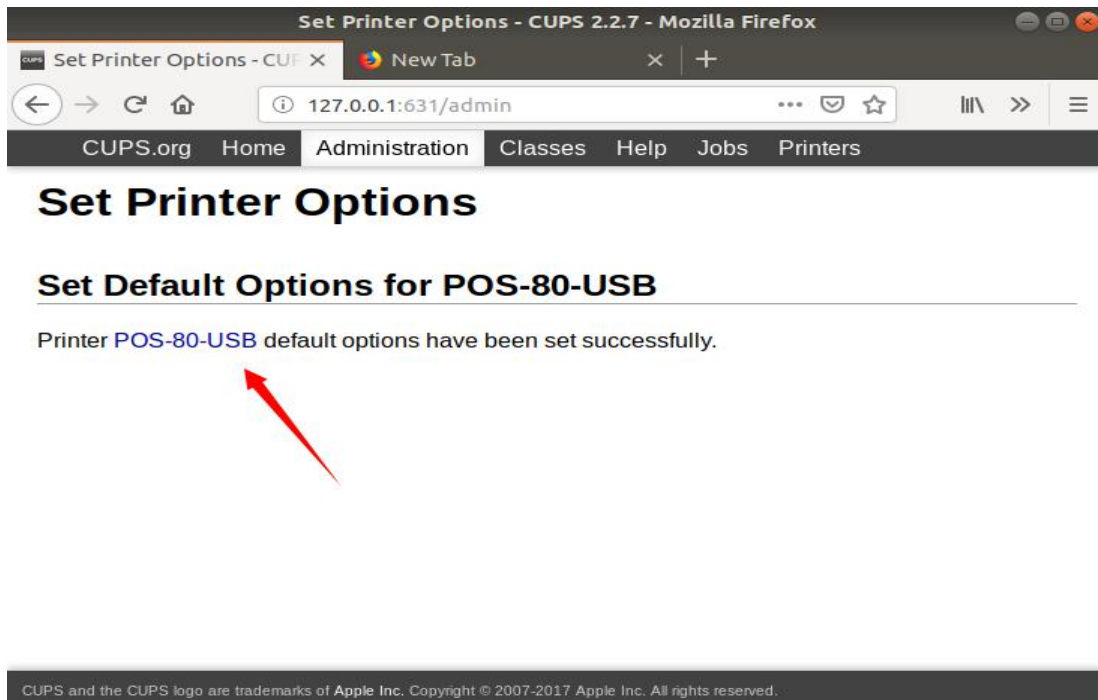 Set Printer Options - CUPS 2.2.7 - Mozilla Firefox
CUPS Set Printer Options - CUF New Tab
127.0.0.1:631/admin
CUPS.org Home Administration Classes Help Jobs Printers
Set Printer Options
Set Default Options for POS-80-USB
Printer POS-80-USB default options have been set successfully.
CUPS and the CUPS logo are trademarks of Apple Inc. Copyright © 2007-2017 Apple Inc. All rights reserved.